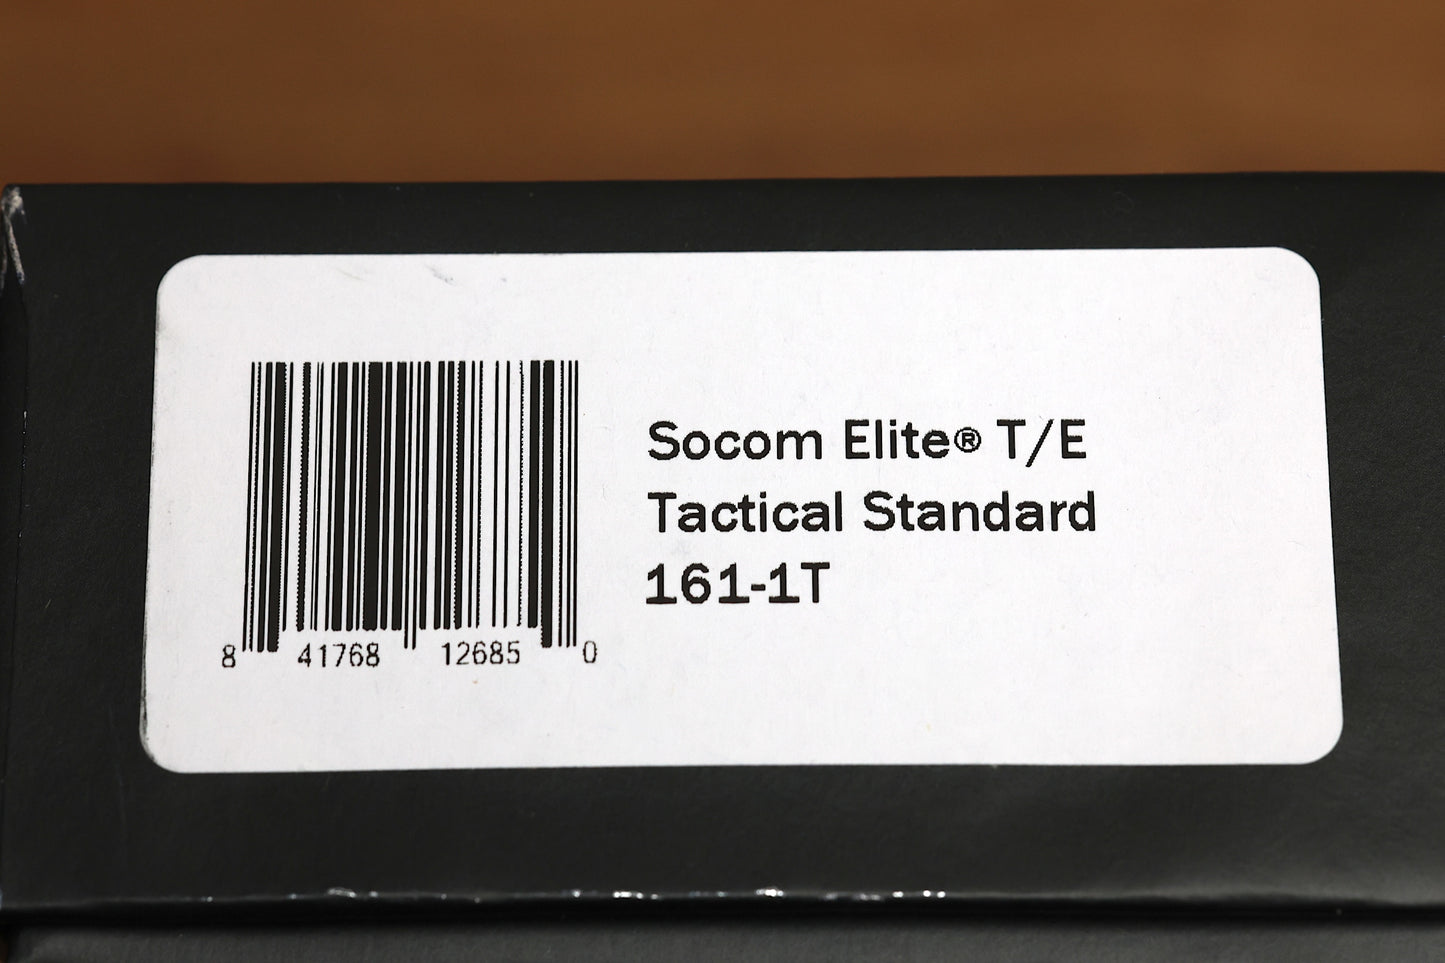 Socom Elite® T/E
Tactical Standard
161-1T
8 41768 12685 0